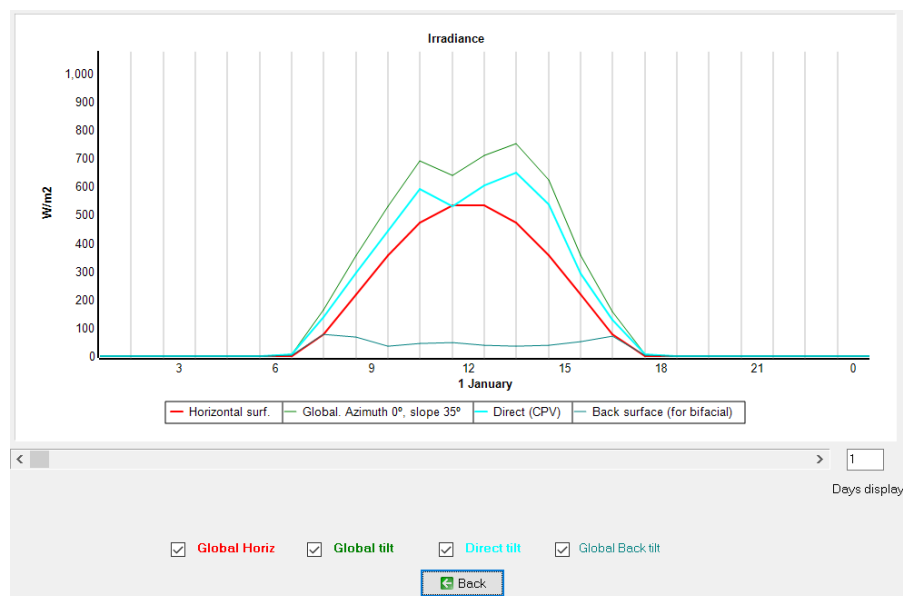 Irradiance
1,000
900
800
700
600
500
400
300
200
100
0
W/m2
3 6 9 12 15 18 21 0
1 January
Horizontal surf. Global. Azimuth 0º, slope 35º Direct (CPV) Back surface (for bifacial)
1
Days display
Global Horiz Global tilt Direct tilt Global Back tilt
Back